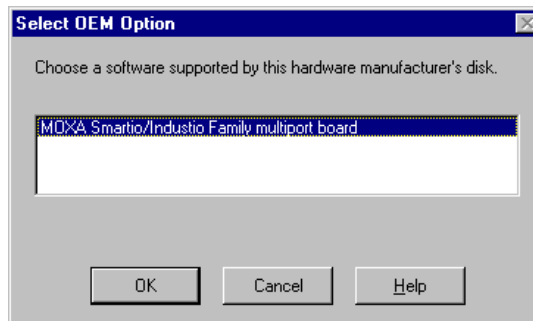 Select OEM Option
Choose a software supported by this hardware manufacturer's disk.
MOXA Smartio/Industio Family multiport board
OK Cancel Help